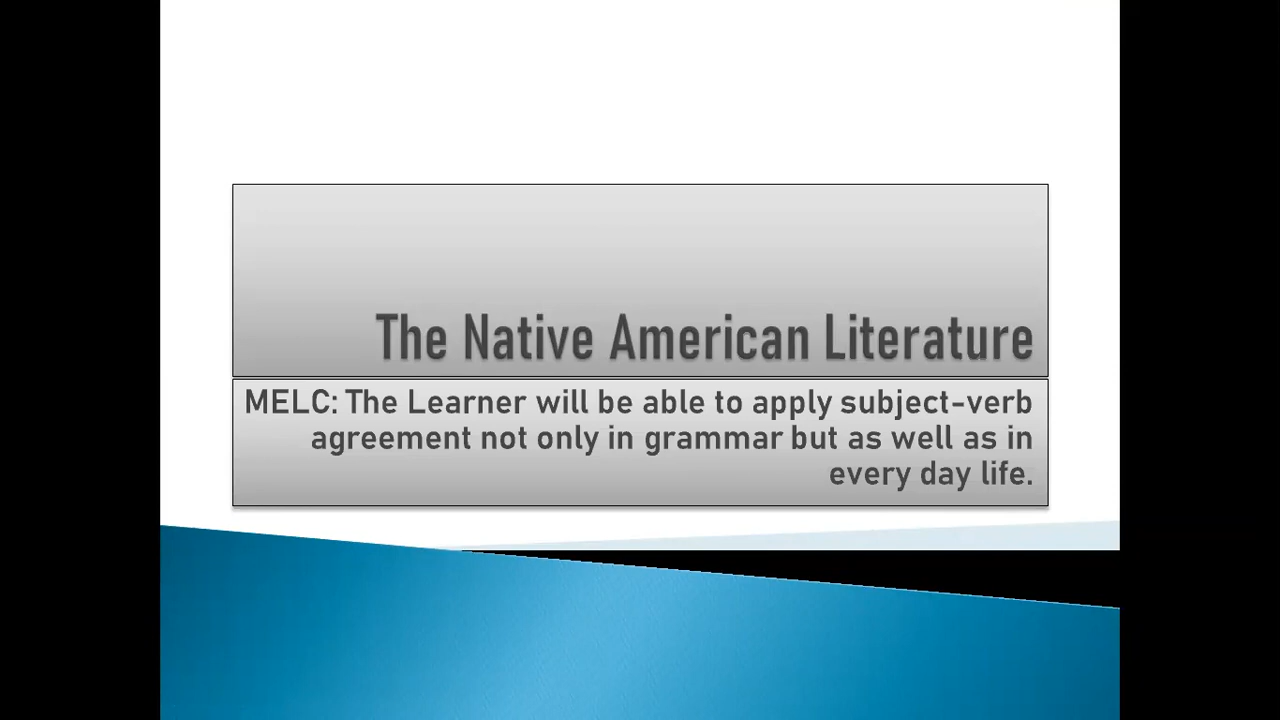 The Native American Literature
MELC: The Learner will be able to apply subject-verb
agreement not only in grammar but as well as in
every day life.